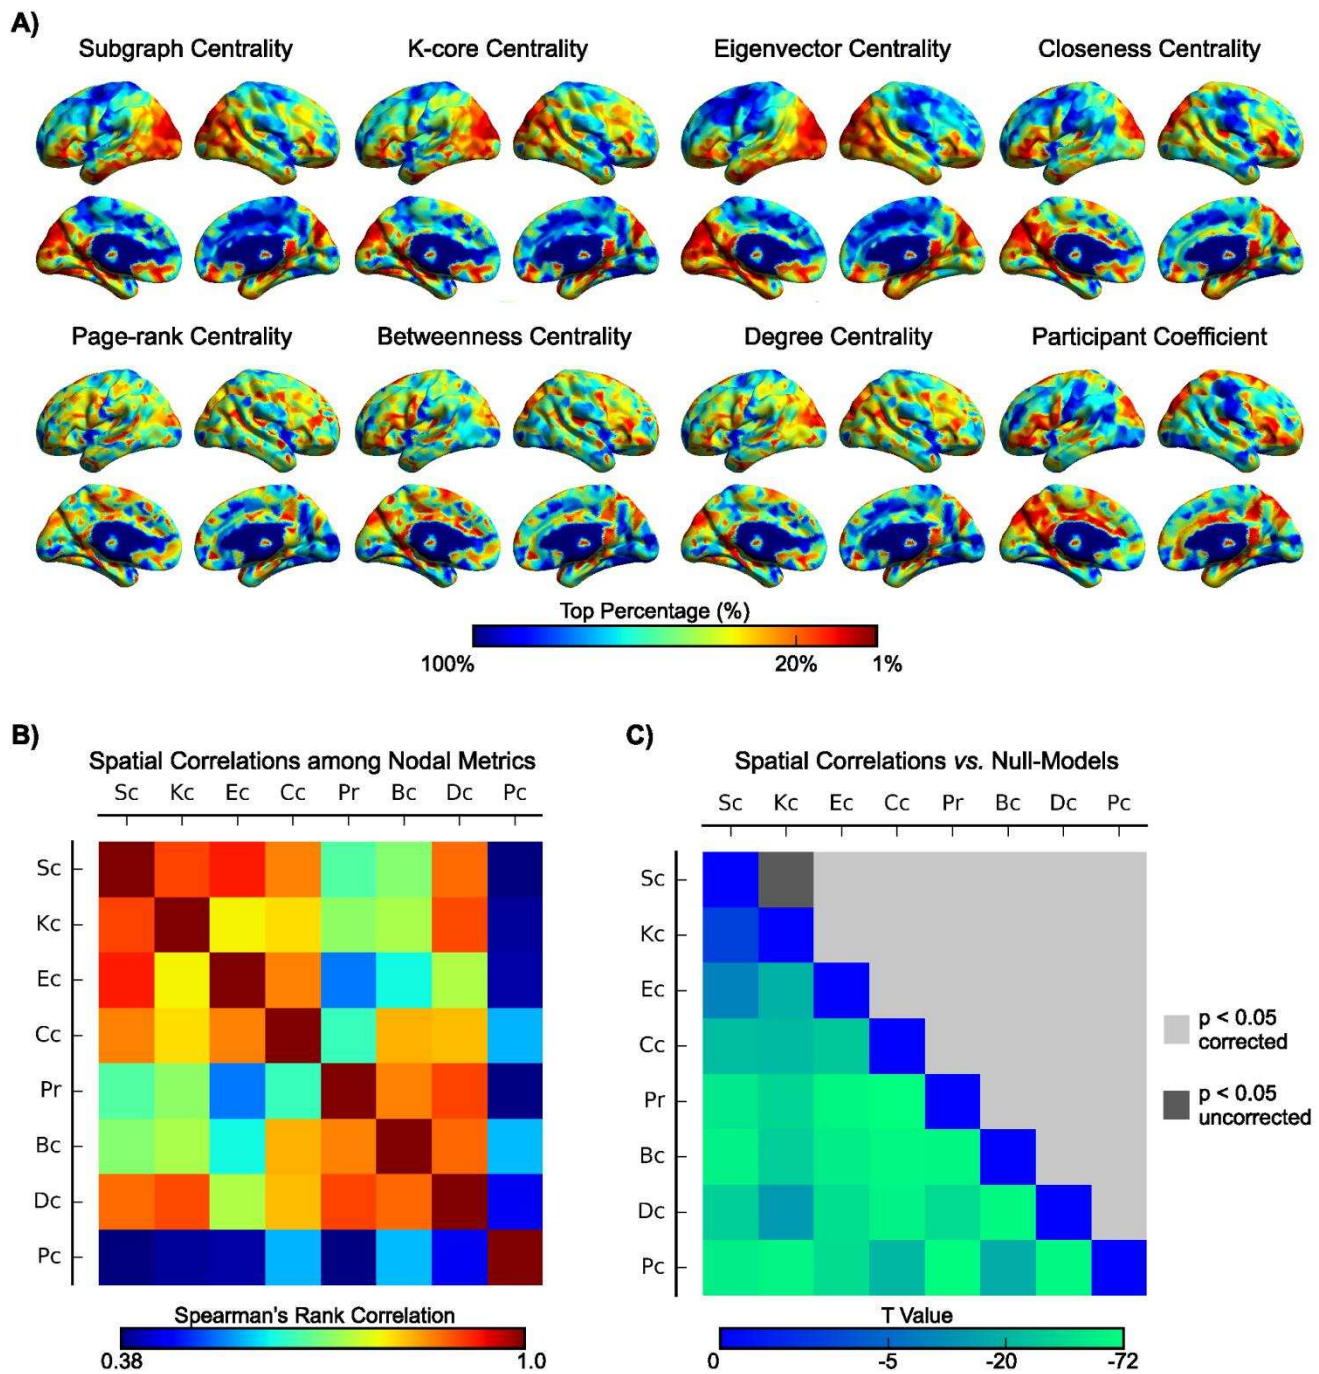 A)
Subgraph Centrality K-core Centrality Eigenvector Centrality Closeness Centrality
Page-rank Centrality Betweenness Centrality Degree Centrality Participant Coefficient
Top Percentage (%)
100% 20% 1%
B)
Spatial Correlations among Nodal Metrics
Sc Kc Ec Cc Pr Bc Dc Pc
Sc
Kc
Ec
Cc
Pr
Bc
Dc
Pc
Spearman's Rank Correlation
0.38 1.0
C)
Spatial Correlations vs. Null-Models
Sc Kc Ec Cc Pr Bc Dc Pc
Sc
Kc
Ec
Cc
Pr
Bc
Dc
Pc
p < 0.05
corrected
p < 0.05
uncorrected
T Value
0 -5 -20 -72